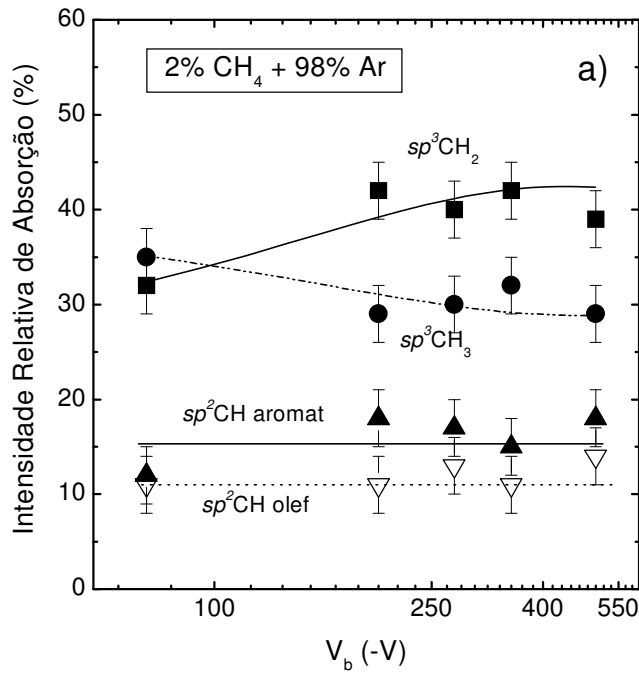 60
50
40
30
20
10
0
Intensidade Relativa de Absorção (%)
2% CH₄ + 98% Ar
a)
sp³CH₂
sp³CH₃
sp²CH aromat
sp²CH olef
100 250 400 550
V_b (-V)